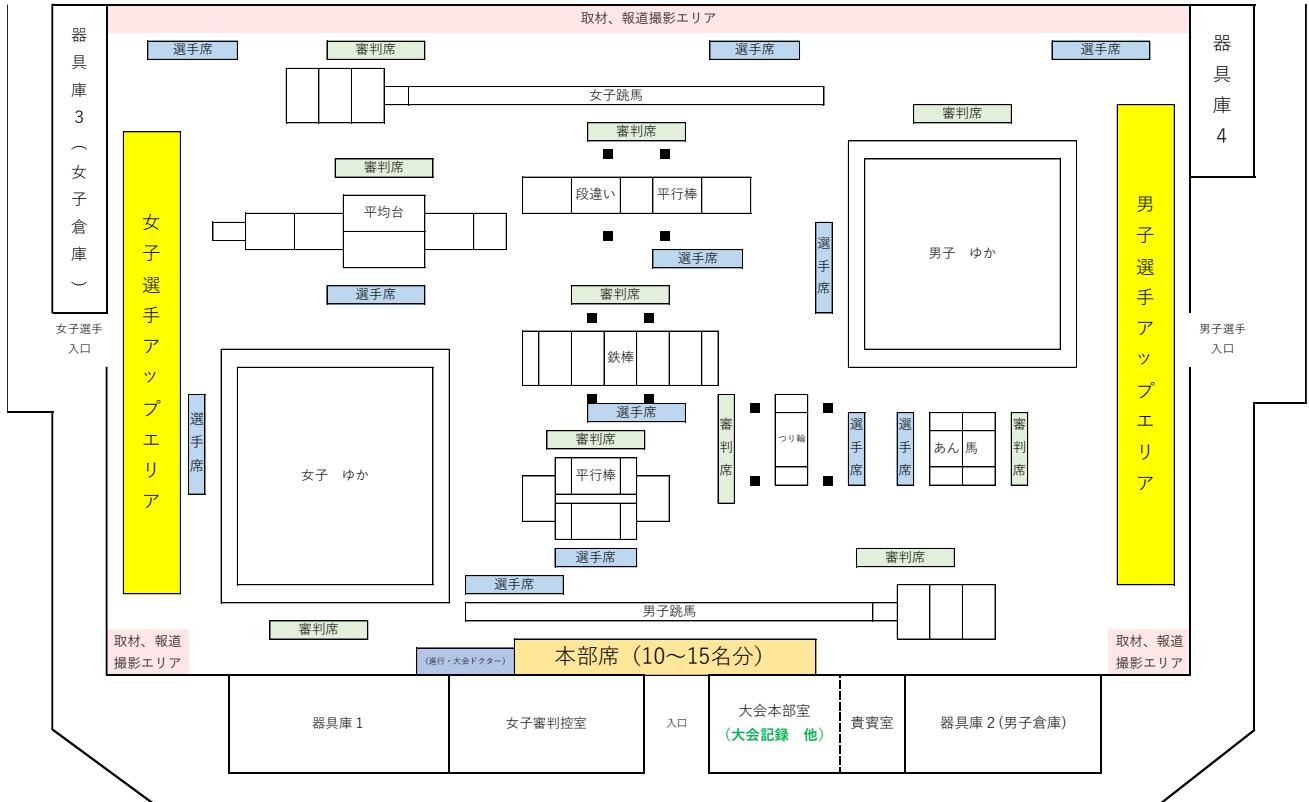 取材、報道撮影エリア
器具庫3（女子倉庫）
器具庫4
選手席
審判席
選手席
選手席
女子跳馬
審判席
審判席
審判席
段違い
平行棒
平均台
女子選手アップエリア
男子選手アップエリア
選手席
男子　ゆか
選手席
選手席
審判席
女子選手
入口
男子選手
入口
鉄棒
選手席
選手席
審判席
女子　ゆか
審判席
つり輪
選手席
選手席
あん馬
審判席
平行棒
選手席
審判席
選手席
男子跳馬
審判席
取材、報道
撮影エリア
(進行・大会ドクター)
本部席（10～15名分）
取材、報道
撮影エリア
器具庫1
女子審判控室
入口
大会本部室
（大会記録　他）
貴賓室
器具庫2(男子倉庫)